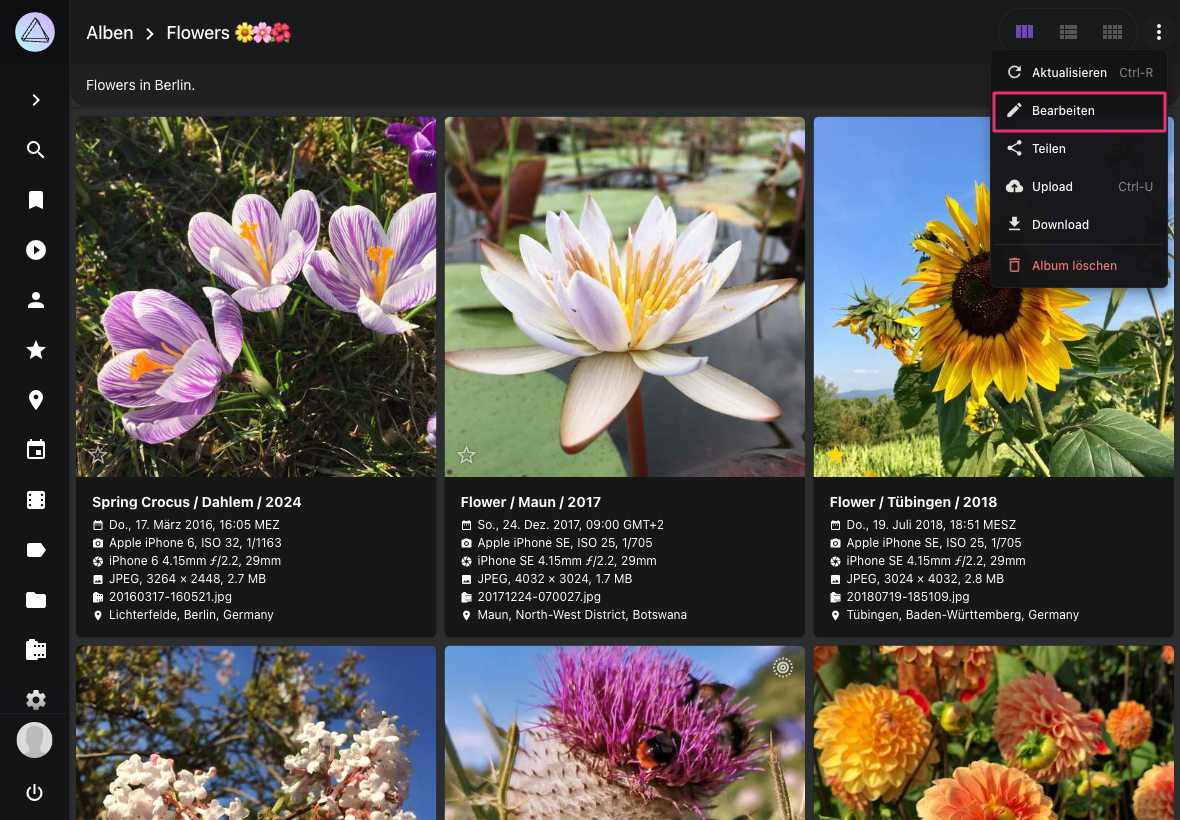 Alben > Flowers 🌼🌸🌺
Flowers in Berlin.
Aktualisieren Ctrl-R
Bearbeiten
Teilen
Upload Ctrl-U
Download
Album löschen
Spring Crocus / Dahlem / 2024
Do., 17. März 2016, 16:05 MEZ
Apple iPhone 6, ISO 32, 1/1163
iPhone 6 4.15mm ƒ/2.2, 29mm
JPEG, 3264 × 2448, 2.7 MB
20160317-160521.jpg
Lichterfelde, Berlin, Germany
Flower / Maun / 2017
So., 24. Dez. 2017, 09:00 GMT+2
Apple iPhone SE, ISO 25, 1/705
iPhone SE 4.15mm ƒ/2.2, 29mm
JPEG, 4032 × 3024, 1.7 MB
20171224-070027.jpg
Maun, North-West District, Botswana
Flower / Tübingen / 2018
Do., 19. Juli 2018, 18:51 MESZ
Apple iPhone SE, ISO 25, 1/705
iPhone SE 4.15mm ƒ/2.2, 29mm
JPEG, 3024 × 4032, 2.8 MB
20180719-185109.jpg
Tübingen, Baden-Württemberg, Germany